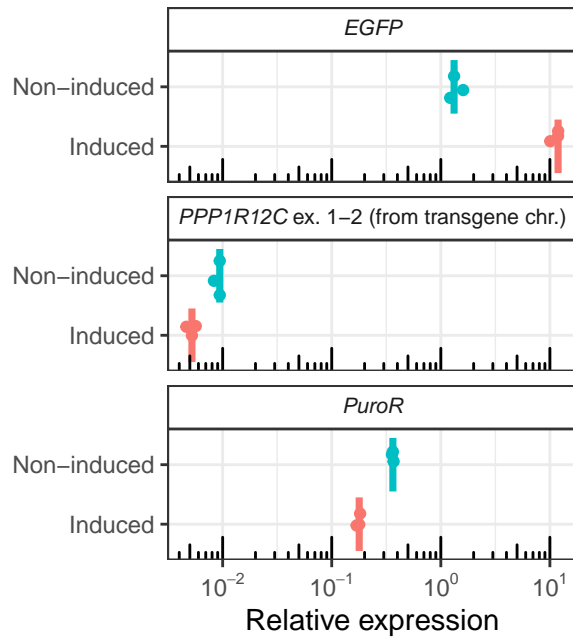 EGFP
Non−induced
Induced
PPP1R12C ex. 1−2 (from transgene chr.)
Non−induced
Induced
PuroR
Non−induced
Induced
10⁻² 10⁻¹ 10⁰ 10¹
Relative expression